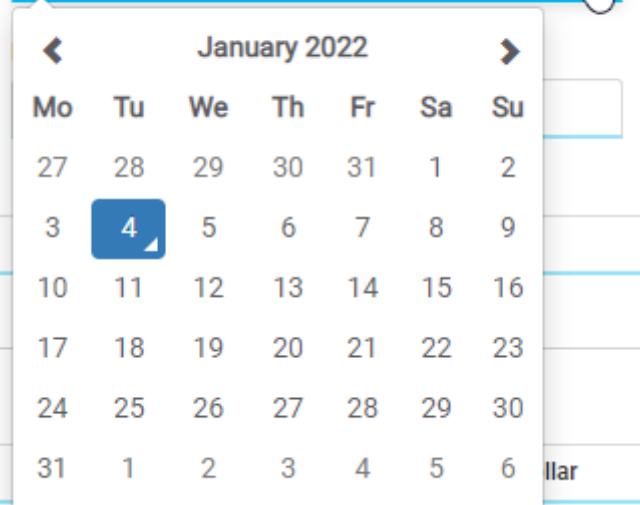 January 2022
Mo Tu We Th Fr Sa Su
27 28 29 30 31 1 2
3 4 5 6 7 8 9
10 11 12 13 14 15 16
17 18 19 20 21 22 23
24 25 26 27 28 29 30
31 1 2 3 4 5 6
llar